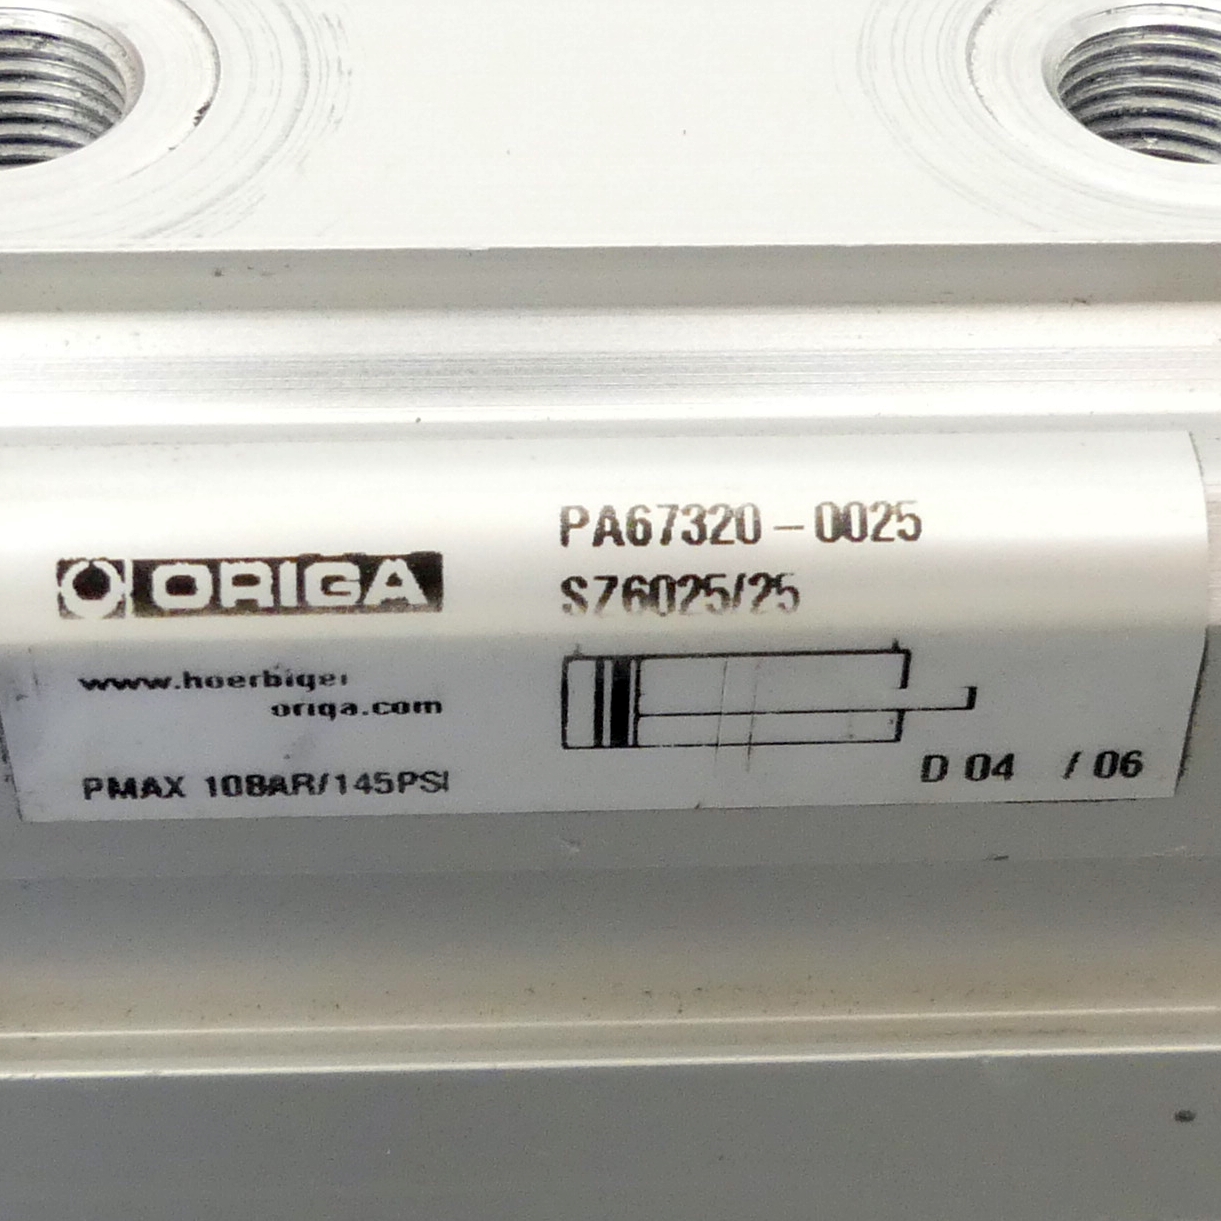 ORIGA
www.hoerbiger
origa.com
PMAX 10BAR/145PSI
PA67320-0025
SZ6025/25
D 04 / 06